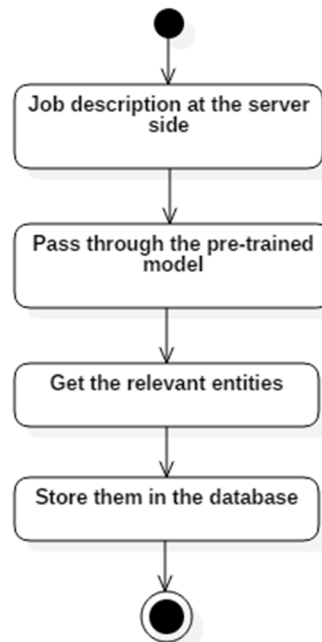 Job description at the server
side
Pass through the pre-trained
model
Get the relevant entities
Store them in the database